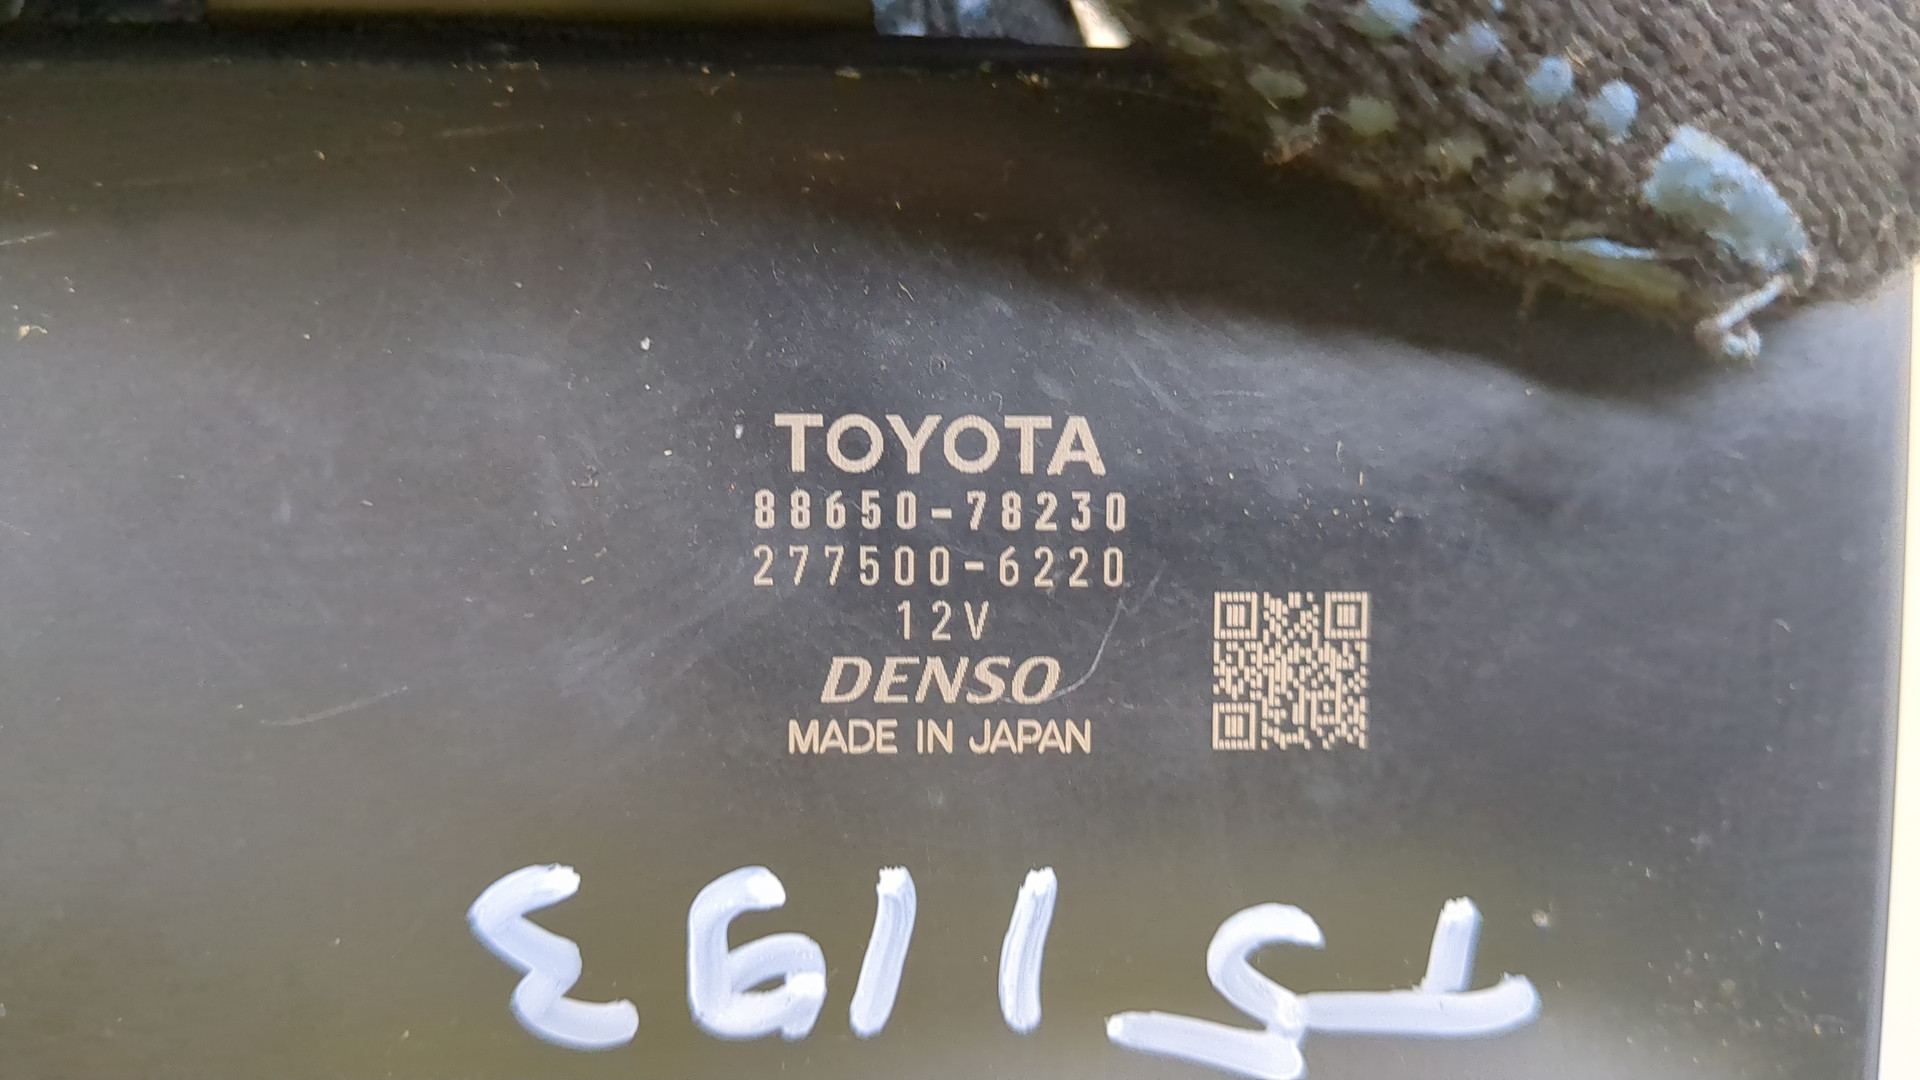 TOYOTA
88650-78230
277500-6220
12V
DENSO
MADE IN JAPAN